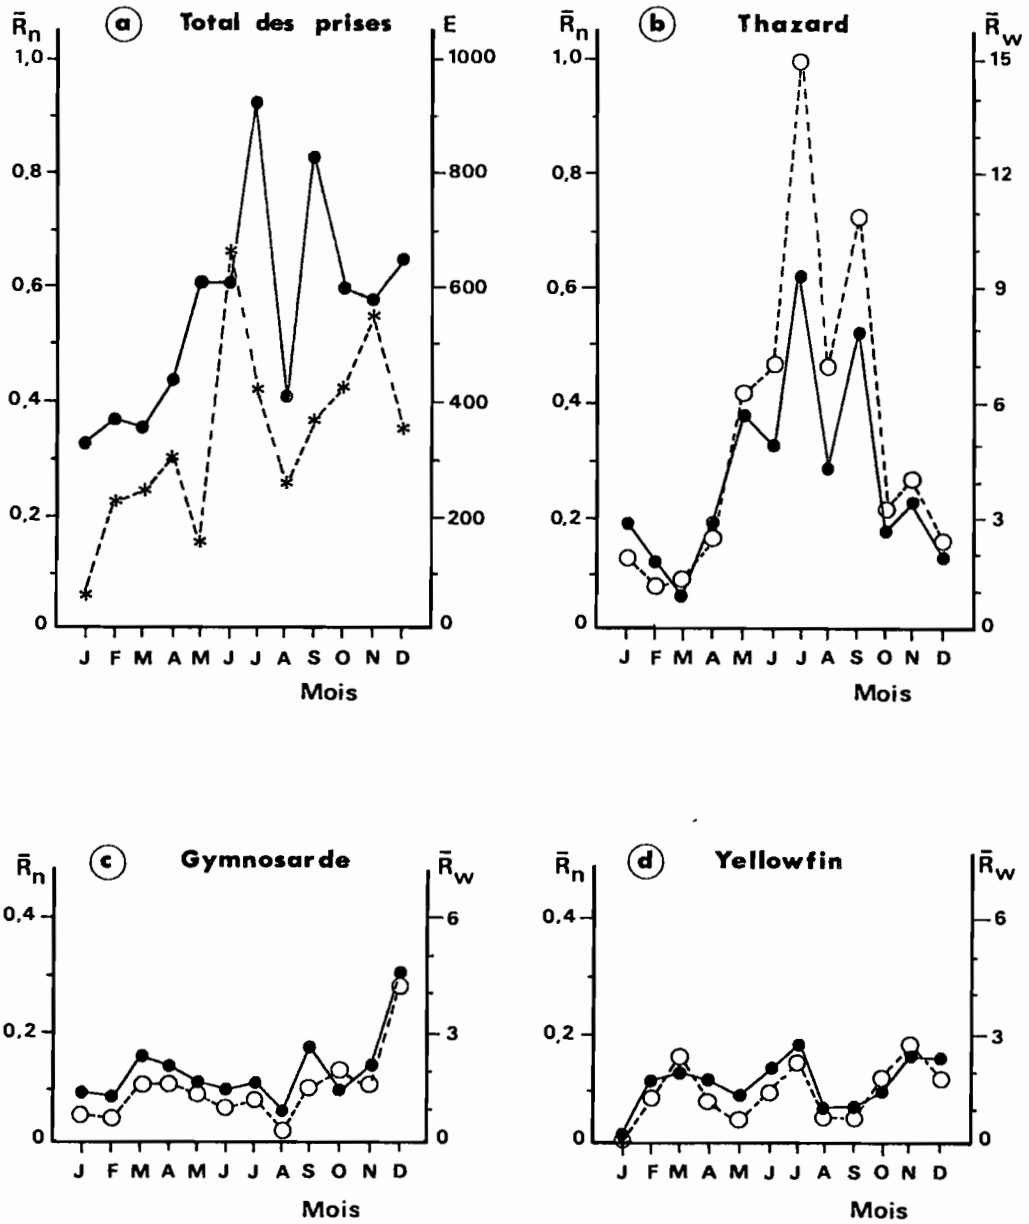 R̄n ⓐ Total des prises E
1,0 1000
0,8 800
0,6 600
0,4 400
0,2 200
0 0
J F M A M J J A S O N D
Mois
R̄n ⓑ Thazard R̄w
1,0 15
0,8 12
0,6 9
0,4 6
0,2 3
0 0
J F M A M J J A S O N D
Mois
R̄n ⓒ Gymnosarde R̄w
0,4 6
0,2 3
0 0
J F M A M J J A S O N D
Mois
R̄n ⓓ Yellowfin R̄w
0,4 6
0,2 3
0 0
J F M A M J J A S O N D
Mois